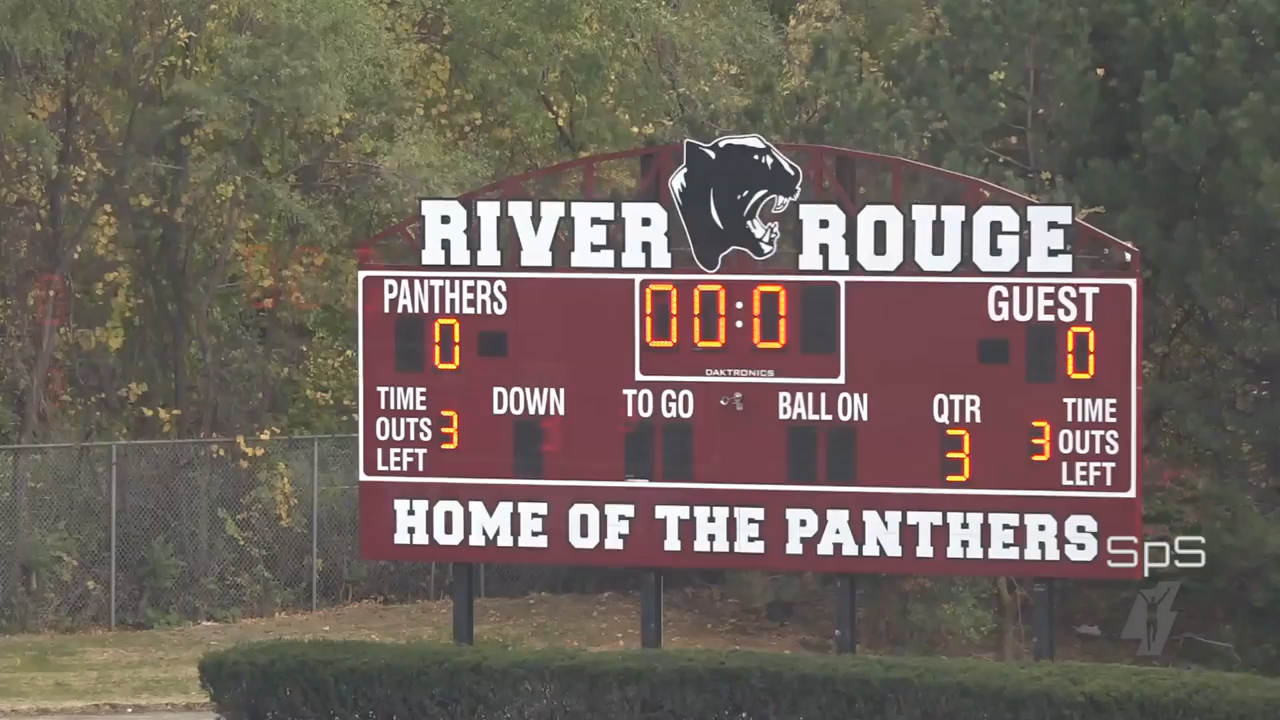 RIVER ROUGE
PANTHERS
00:0
GUEST
0
0
DAKTRONICS
TIME
OUTS 3
LEFT
DOWN
TO GO
BALL ON
QTR
3
TIME
3 OUTS
LEFT
HOME OF THE PANTHERS
SpS